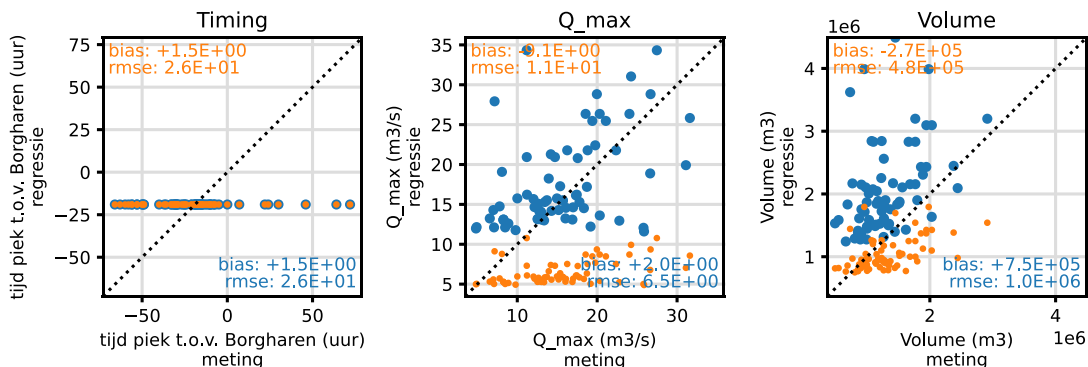 Timing
Q_max
Volume
1e6
bias: +1.5E+00
rmse: 2.6E+01
bias: -9.1E+00
rmse: 1.1E+01
bias: -2.7E+05
rmse: 4.8E+05
75
50
25
0
−25
−50
35
30
25
20
15
10
5
4
3
2
1
tijd piek t.o.v. Borgharen (uur)
regressie
Q_max (m3/s)
regressie
Volume (m3)
regressie
bias: +1.5E+00
rmse: 2.6E+01
bias: +2.0E+00
rmse: 6.5E+00
bias: +7.5E+05
rmse: 1.0E+06
−50
0
50
10
20
30
2
4
1e6
tijd piek t.o.v. Borgharen (uur)
meting
Q_max (m3/s)
meting
Volume (m3)
meting